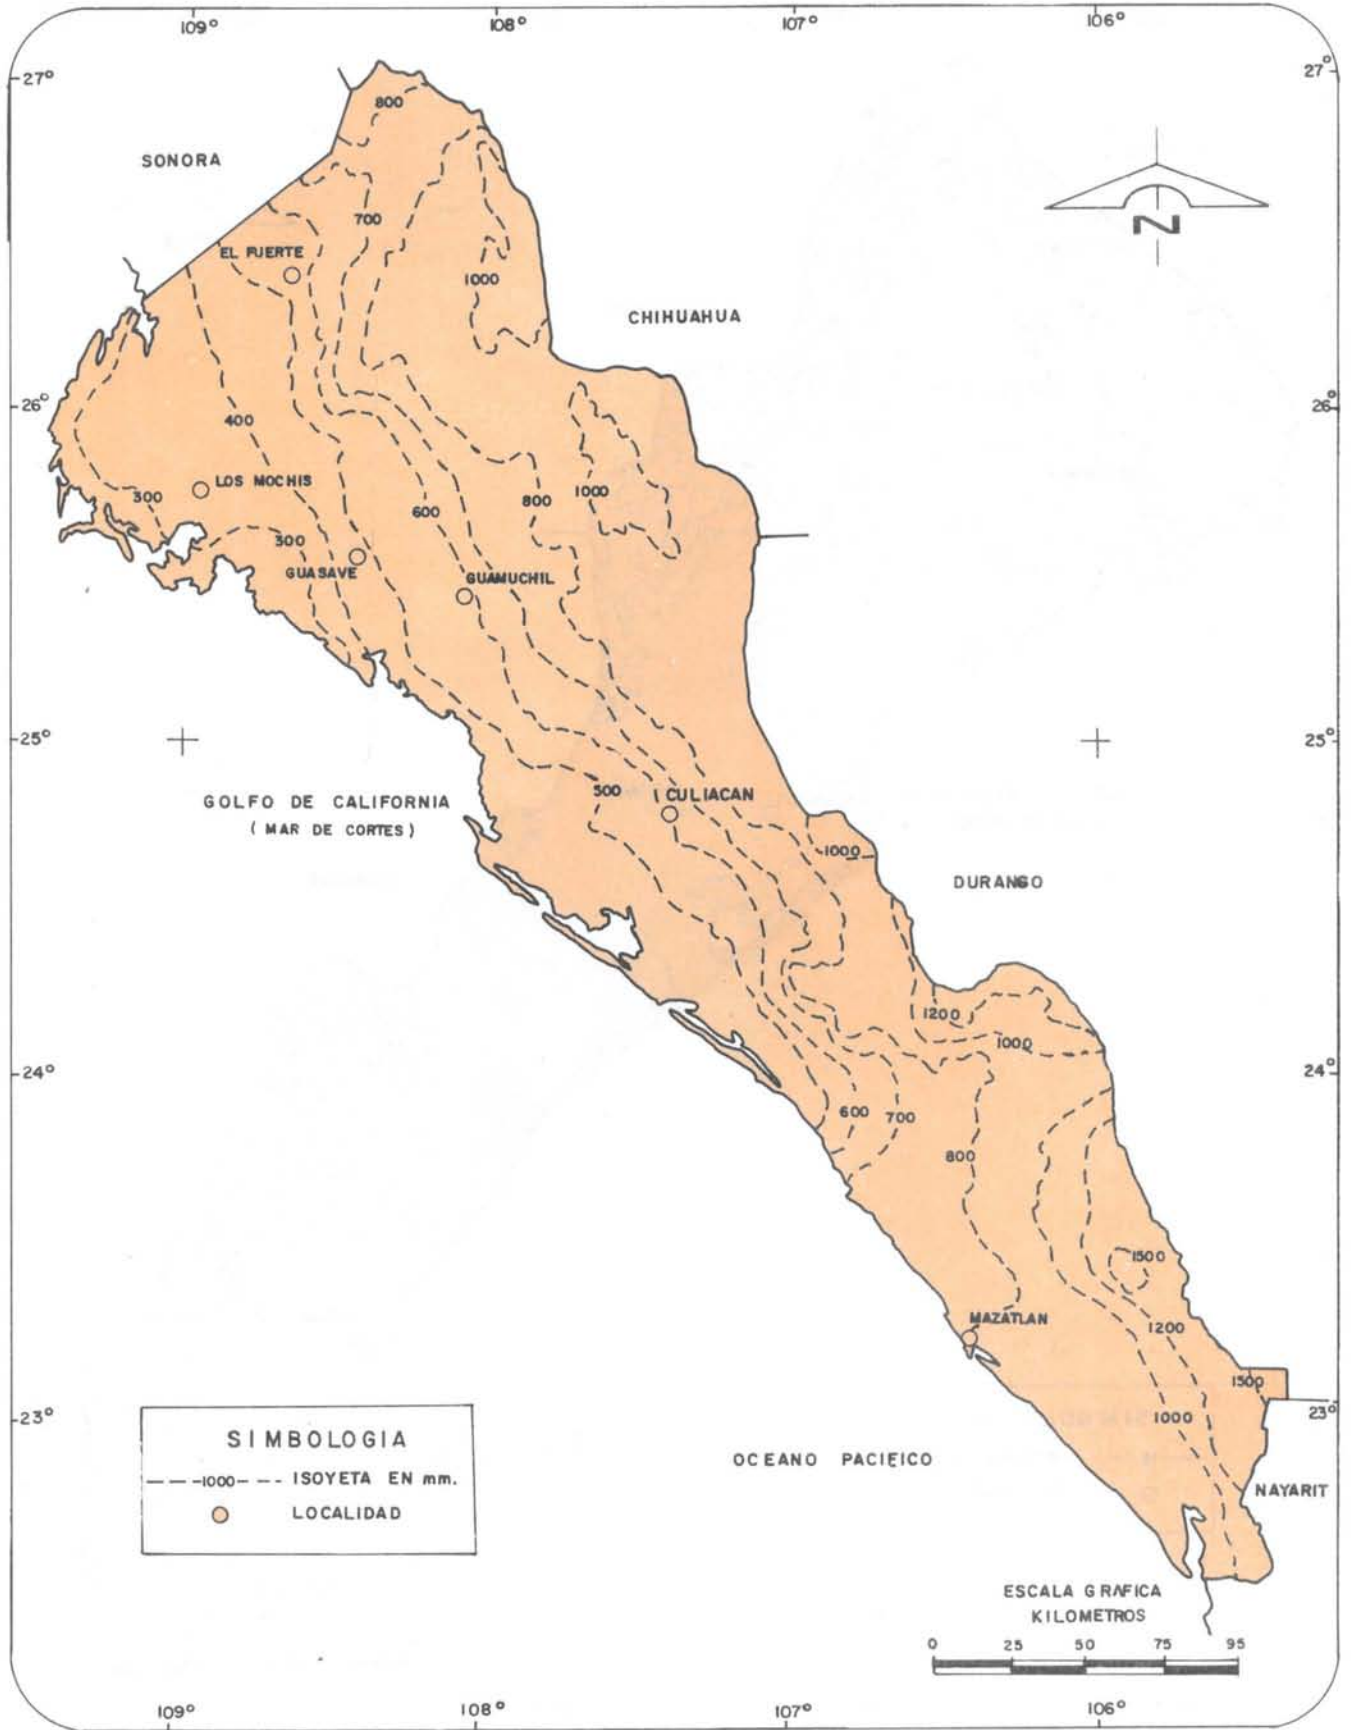 109° 108° 107° 106°
27° 27°
800
SONORA
700
N
EL FUERTE
1000
CHIHUAHUA
26° 26°
400
LOS MOCHIS
300
800
1000
600
300
GUASAVE
GUAMUCHIL
25° 25°
500
CULIACAN
GOLFO DE CALIFORNIA
( MAR DE CORTES )
1000
DURANGO
1200
1000
24° 24°
600
700
800
1500
MAZATLAN
1200
1500
1000
23° 23°
SIMBOLOGIA
1000 ISOYETA EN mm.
LOCALIDAD
OCEANO PACIFICO
NAYARIT
ESCALA GRAFICA
KILOMETROS
0 25 50 75 95
109° 108° 107° 106°